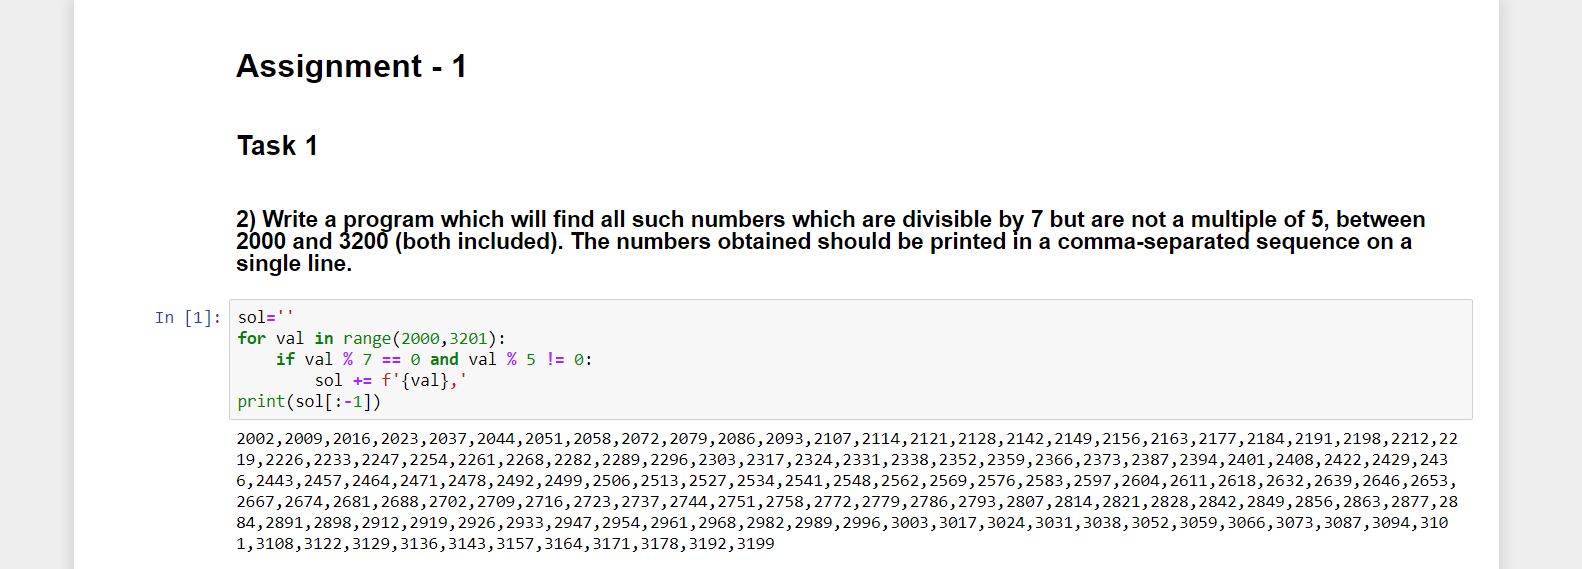 Assignment - 1
Task 1
2) Write a program which will find all such numbers which are divisible by 7 but are not a multiple of 5, between
2000 and 3200 (both included). The numbers obtained should be printed in a comma-separated sequence on a
single line.
In [1]: sol=''
for val in range(2000,3201):
    if val % 7 == 0 and val % 5 != 0:
        sol += f'{val},'
print(sol[:-1])
2002,2009,2016,2023,2037,2044,2051,2058,2072,2079,2086,2093,2107,2114,2121,2128,2142,2149,2156,2163,2177,2184,2191,2198,2212,22
19,2226,2233,2247,2254,2261,2268,2282,2289,2296,2303,2317,2324,2331,2338,2352,2359,2366,2373,2387,2394,2401,2408,2422,2429,243
6,2443,2457,2464,2471,2478,2492,2499,2506,2513,2527,2534,2541,2548,2562,2569,2576,2583,2597,2604,2611,2618,2632,2639,2646,2653,
2667,2674,2681,2688,2702,2709,2716,2723,2737,2744,2751,2758,2772,2779,2786,2793,2807,2814,2821,2828,2842,2849,2856,2863,2877,28
84,2891,2898,2912,2919,2926,2933,2947,2954,2961,2968,2982,2989,2996,3003,3017,3024,3031,3038,3052,3059,3066,3073,3087,3094,310
1,3108,3122,3129,3136,3143,3157,3164,3171,3178,3192,3199